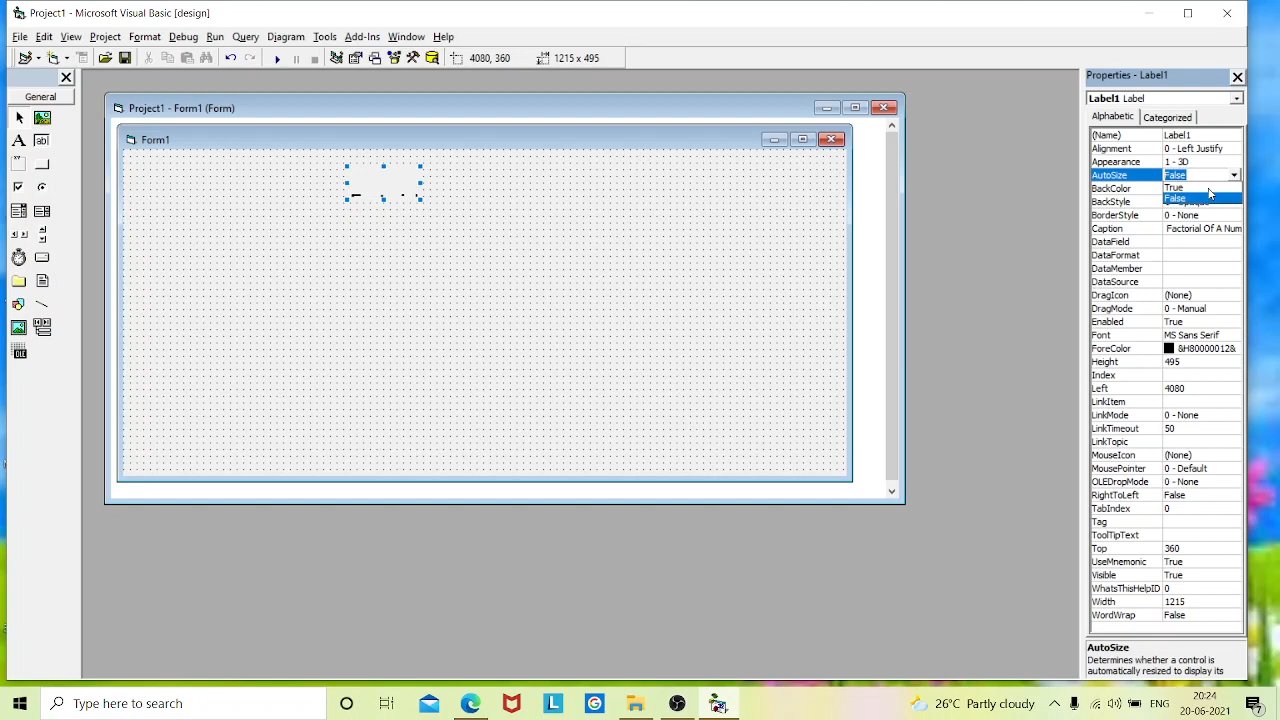 Project1 - Microsoft Visual Basic [design]
File Edit View Project Format Debug Run Query Diagram Tools Add-Ins Window Help
4080, 360 1215 x 495
General
Project1 - Form1 (Form)
Form1
Properties - Label1
Label1 Label
Alphabetic Categorized
(Name) Label1
Alignment 0 - Left Justify
Appearance 1 - 3D
AutoSize False
True
False
BackColor
BackStyle
BorderStyle 0 - None
Caption Factorial Of A Num
DataField
DataFormat
DataMember
DataSource
DragIcon (None)
DragMode 0 - Manual
Enabled True
Font MS Sans Serif
ForeColor &H80000012&
Height 495
Index
Left 4080
LinkItem
LinkMode 0 - None
LinkTimeout 50
LinkTopic
MouseIcon (None)
MousePointer 0 - Default
OLEDropMode 0 - None
RightToLeft False
TabIndex 0
Tag
ToolTipText
Top 360
UseMnemonic True
Visible True
WhatsThisHelpID 0
Width 1215
WordWrap False
AutoSize
Determines whether a control is
automatically resized to display its
Type here to search
26°C Partly cloudy
20:24
20-06-2021
7